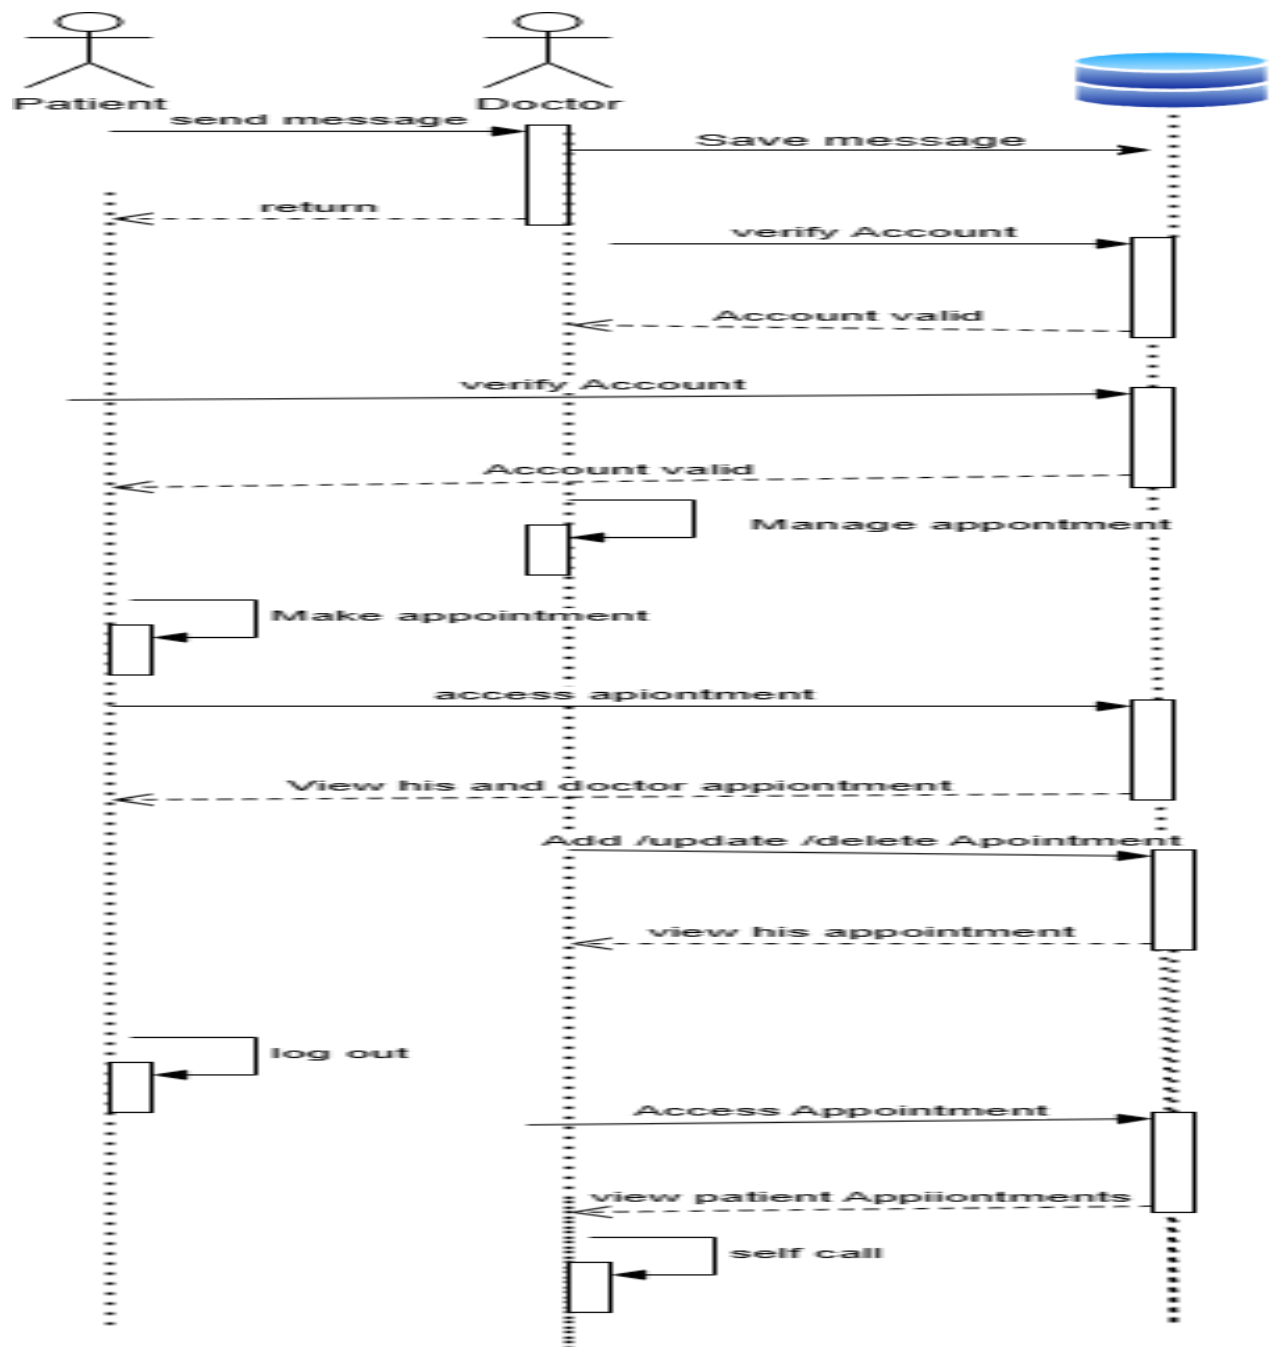 Patient
Doctor
send message
Save message
return
verify Account
Account valid
verify Account
Account valid
Manage appontment
Make appointment
access apiontment
View his and doctor appiontment
Add /update /delete Apointment
view his appointment
log out
Access Appointment
view patient Appiiontments
self call